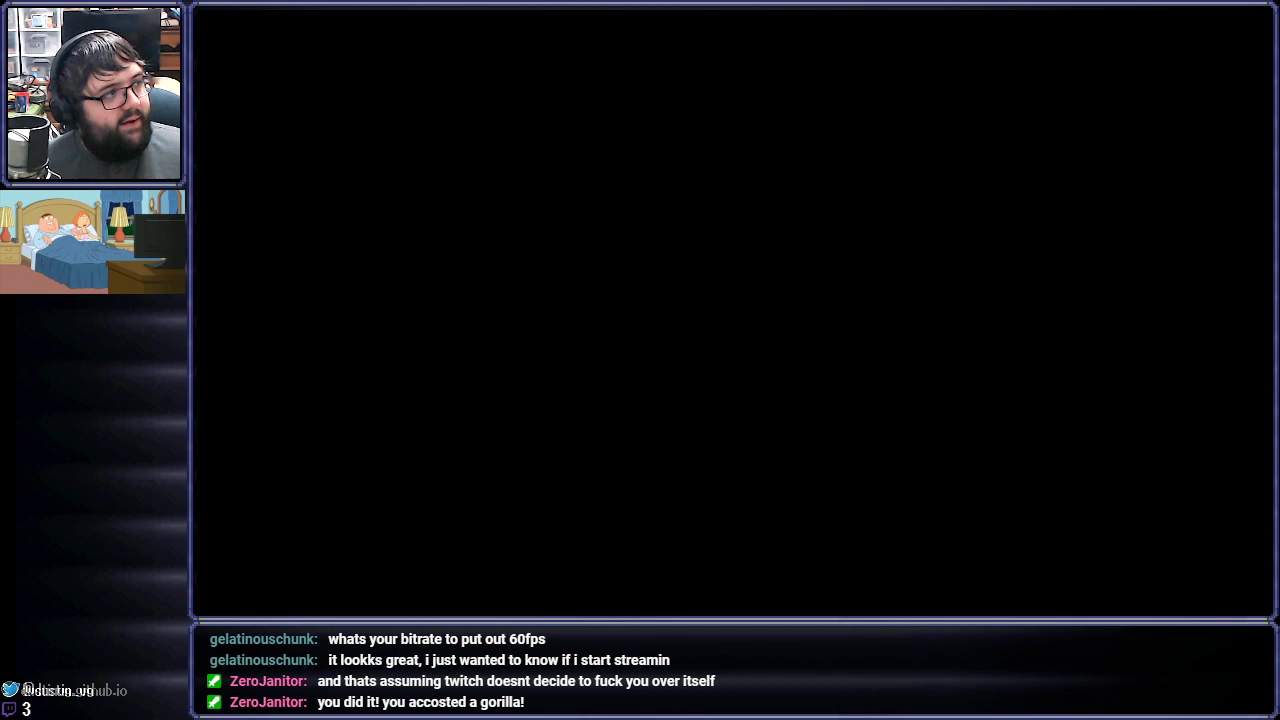 gelatinouschunk: whats your bitrate to put out 60fps
gelatinouschunk: it lookks great, i just wanted to know if i start streamin
ZeroJanitor: and thats assuming twitch doesnt decide to fuck you over itself
ZeroJanitor: you did it! you accosted a gorilla!
@dustin_vg
3